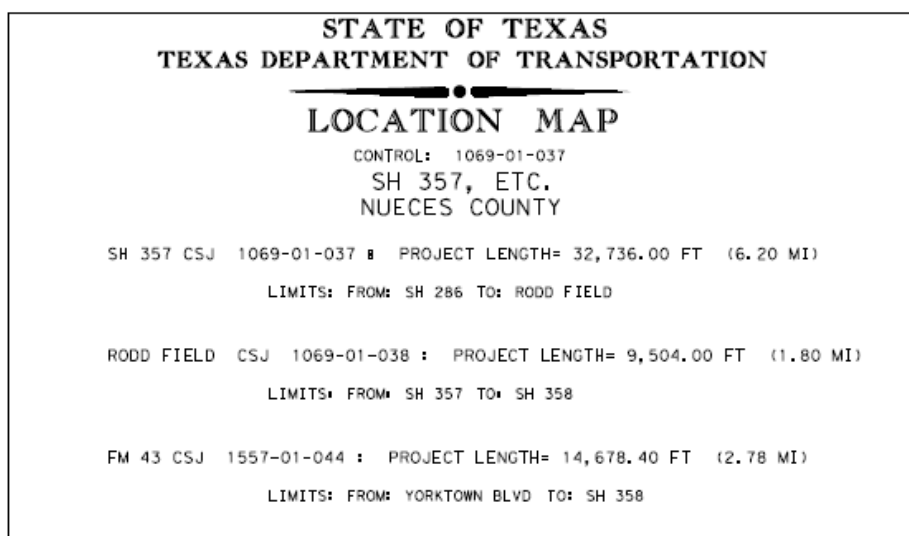 STATE OF TEXAS
TEXAS DEPARTMENT OF TRANSPORTATION
LOCATION MAP
CONTROL: 1069-01-037
SH 357, ETC.
NUECES COUNTY
SH 357 CSJ 1069-01-037 : PROJECT LENGTH= 32,736.00 FT (6.20 MI)
LIMITS: FROM: SH 286 TO: RODD FIELD
RODD FIELD CSJ 1069-01-038 : PROJECT LENGTH= 9,504.00 FT (1.80 MI)
LIMITS: FROM: SH 357 TO: SH 358
FM 43 CSJ 1557-01-044 : PROJECT LENGTH= 14,678.40 FT (2.78 MI)
LIMITS: FROM: YORKTOWN BLVD TO: SH 358